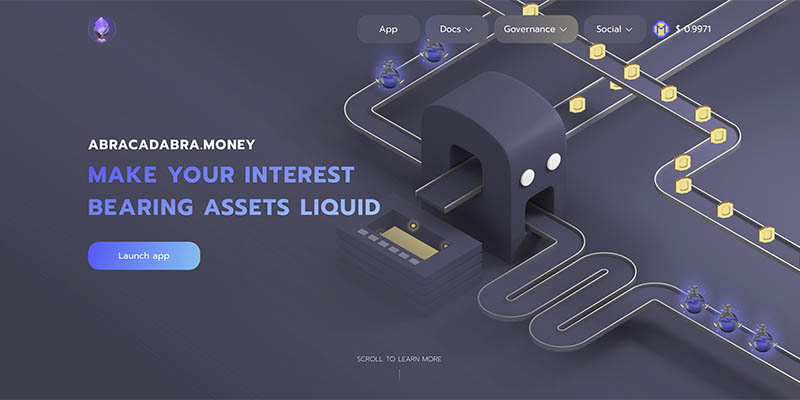 App
Docs
Governance
Social
$ 0.9971
ABRACADABRA.MONEY
MAKE YOUR INTEREST
BEARING ASSETS LIQUID
Launch app
SCROLL TO LEARN MORE